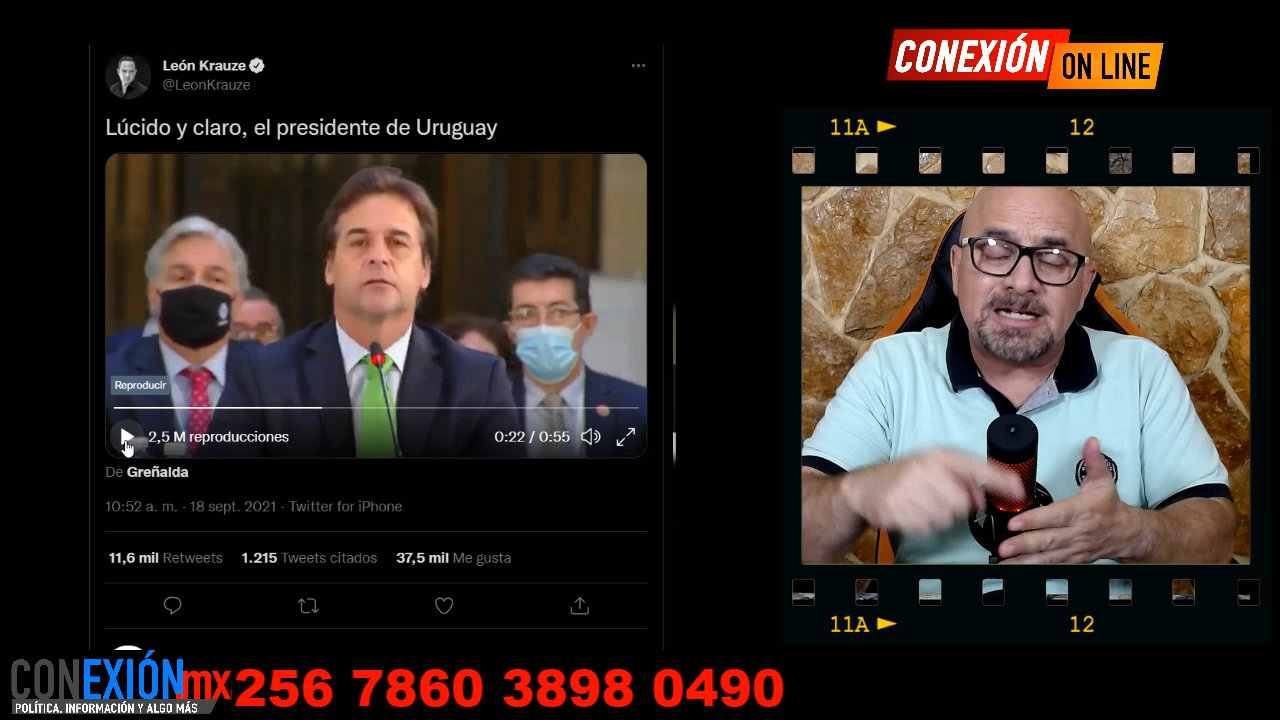 León Krauze
@LeonKrauze
Lúcido y claro, el presidente de Uruguay
Reproducir
2,5 M reproducciones
0:22 / 0:55
De Greñalda
10:52 a. m. · 18 sept. 2021 · Twitter for iPhone
11,6 mil Retweets 1.215 Tweets citados 37,5 mil Me gusta
CONEXIÓN
ON LINE
11A 12
11A 12
CONEXIÓN
mx
POLÍTICA, INFORMACIÓN Y ALGO MÁS
256 7860 3898 0490